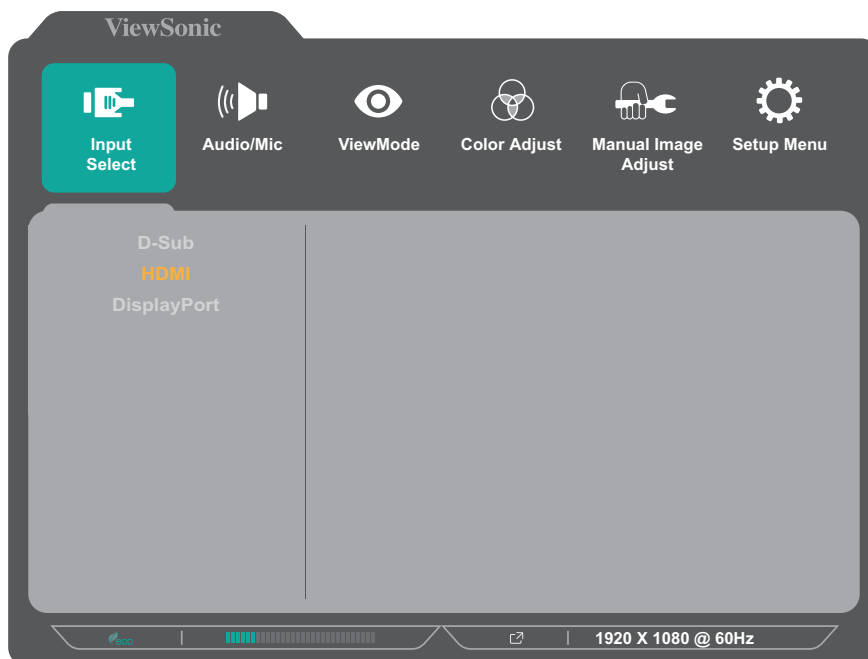 ViewSonic
Input
Select
Audio/Mic
ViewMode
Color Adjust
Manual Image
Adjust
Setup Menu
D-Sub
HDMI
DisplayPort
eco
1920 X 1080 @ 60Hz